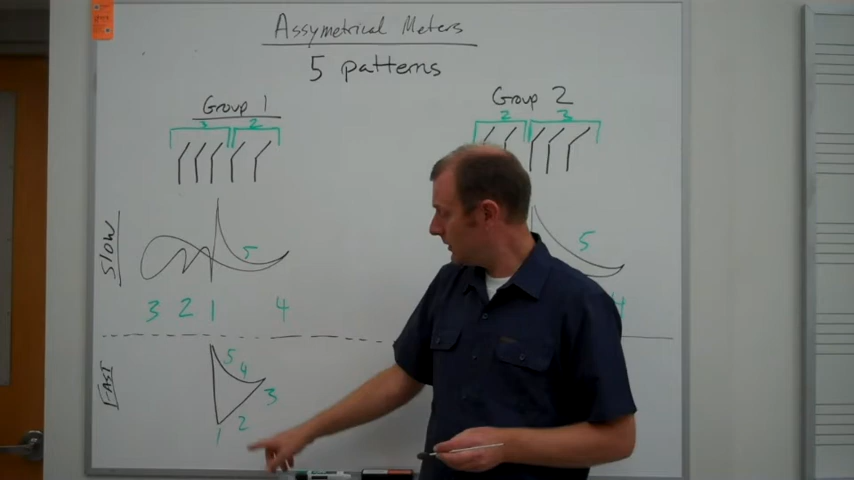 Assymetrical Meters
5 patterns
Group 1
Group 2
3 2
2 3
SLOW
5
5
3 2 1 4
4
FAST
5
4
3
2
1